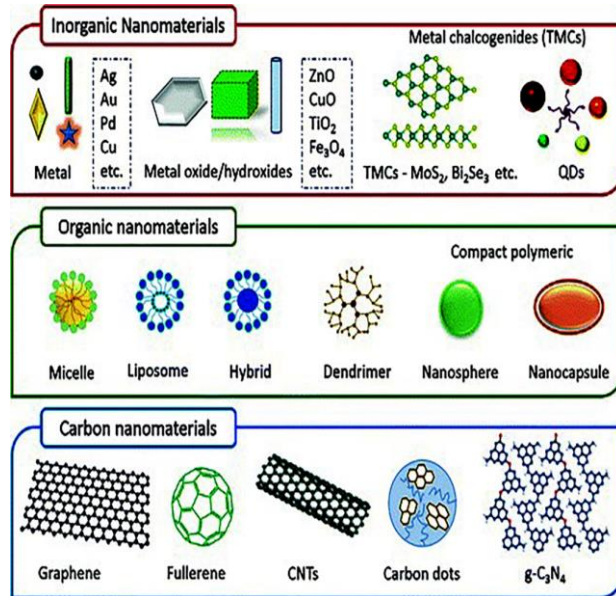 Inorganic Nanomaterials
Metal chalcogenides (TMCs)
Ag
Au
Pd
Cu
etc.
ZnO
CuO
TiO₂
Fe₃O₄
etc.
Metal
Metal oxide/hydroxides
TMCs - MoS₂, Bi₂Se₃ etc.
QDs
Organic nanomaterials
Compact polymeric
Micelle
Liposome
Hybrid
Dendrimer
Nanosphere
Nanocapsule
Carbon nanomaterials
Graphene
Fullerene
CNTs
Carbon dots
g-C₃N₄